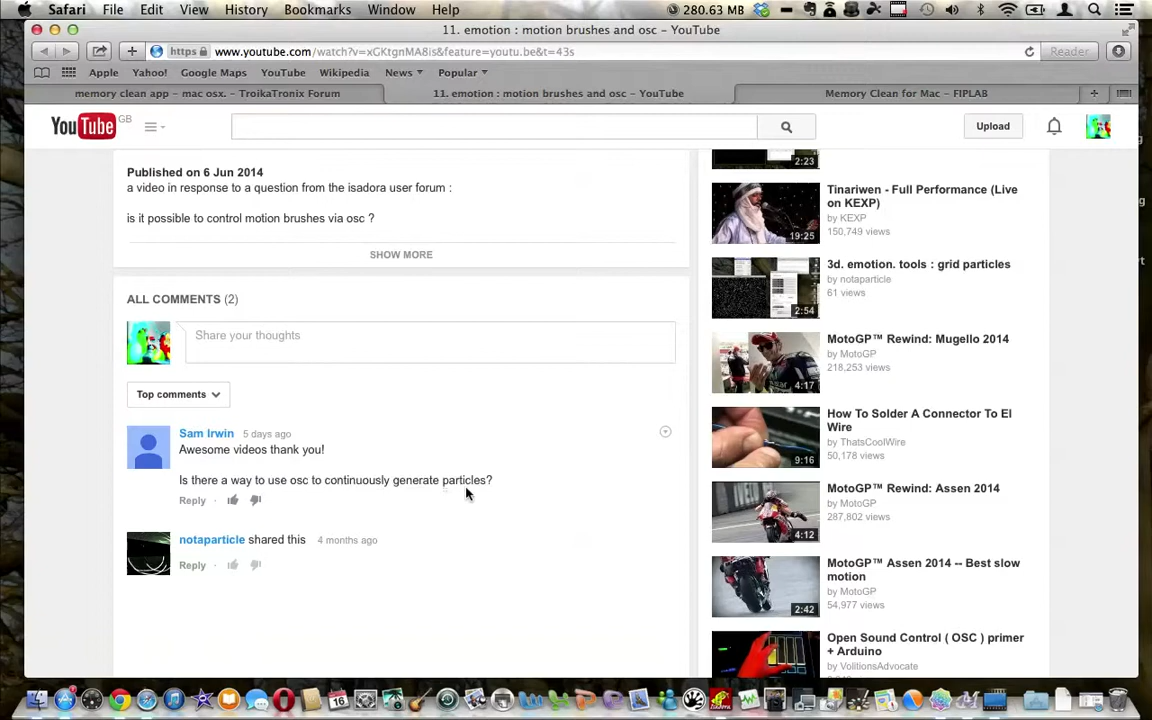 Safari File Edit View History Bookmarks Window Help 280.63 MB
11. emotion : motion brushes and osc – YouTube
https www.youtube.com/watch?v=xGKtgnMA8is&feature=youtu.be&t=43s Reader
Apple Yahoo! Google Maps YouTube Wikipedia News Popular
memory clean app – mac osx. – TroikaTronix Forum 11. emotion : motion brushes and osc – YouTube Memory Clean for Mac – FIPLAB
YouTube GB Upload
Published on 6 Jun 2014
a video in response to a question from the isadora user forum :
is it possible to control motion brushes via osc ?
SHOW MORE
ALL COMMENTS (2)
Share your thoughts
Top comments
Sam Irwin 5 days ago
Awesome videos thank you!
Is there a way to use osc to continuously generate particles?
Reply
notaparticle shared this 4 months ago
Reply
2:23
Tinariwen - Full Performance (Live
on KEXP)
by KEXP
150,749 views
19:25
3d. emotion. tools : grid particles
by notaparticle
61 views
2:54
MotoGP™ Rewind: Mugello 2014
by MotoGP
218,253 views
4:17
How To Solder A Connector To El
Wire
by ThatsCoolWire
50,178 views
9:16
MotoGP™ Rewind: Assen 2014
by MotoGP
287,802 views
4:12
MotoGP™ Assen 2014 -- Best slow
motion
by MotoGP
54,977 views
2:42
Open Sound Control ( OSC ) primer
+ Arduino
by VolitionsAdvocate